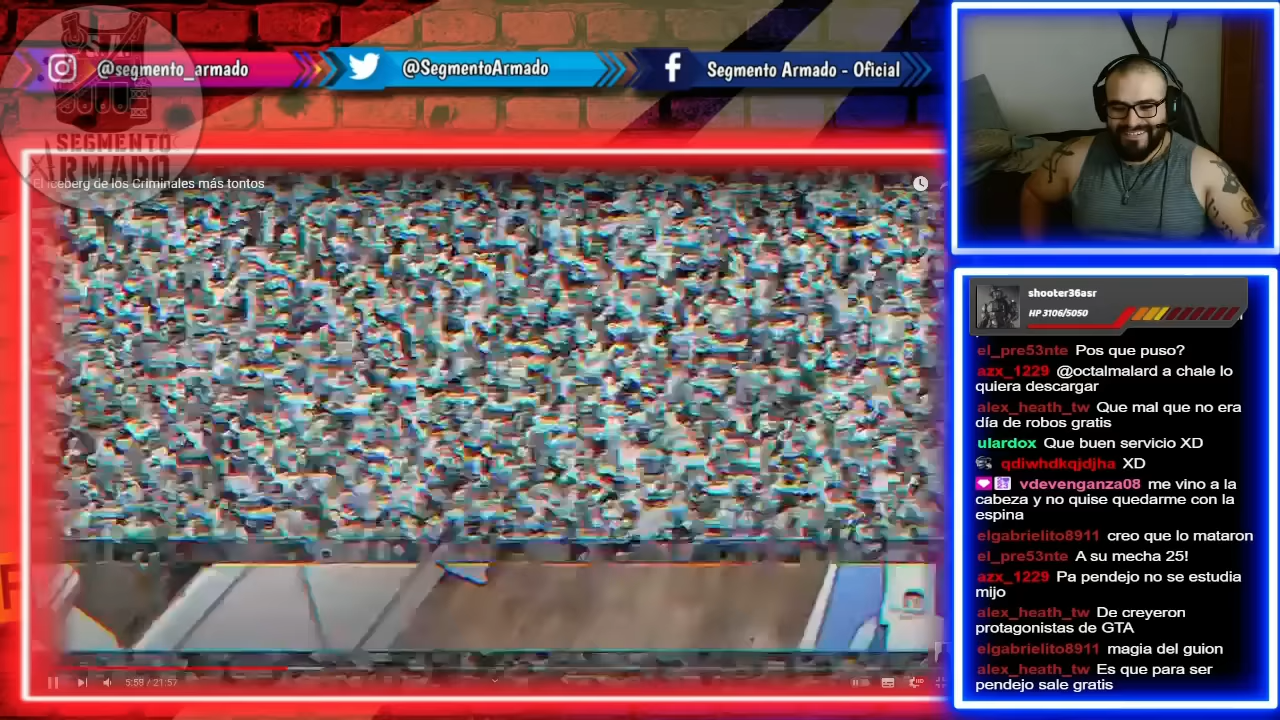 @segmento_armado
@SegmentoArmado
Segmento Armado - Oficial
S.A.
SEGMENTO
ARMADO
El Iceberg de los Criminales más tontos
5:59 / 21:57
shooter36asr
HP 3106/5050
el_pre53nte Pos que puso?
azx_1229 @octalmalard a chale lo
quiera descargar
alex_heath_tw Que mal que no era
día de robos gratis
ulardox Que buen servicio XD
qdiwhdkqjdjha XD
vdevenganza08 me vino a la
cabeza y no quise quedarme con la
espina
elgabrielito8911 creo que lo mataron
el_pre53nte A su mecha 25!
azx_1229 Pa pendejo no se estudia
mijo
alex_heath_tw De creyeron
protagonistas de GTA
elgabrielito8911 magia del guion
alex_heath_tw Es que para ser
pendejo sale gratis